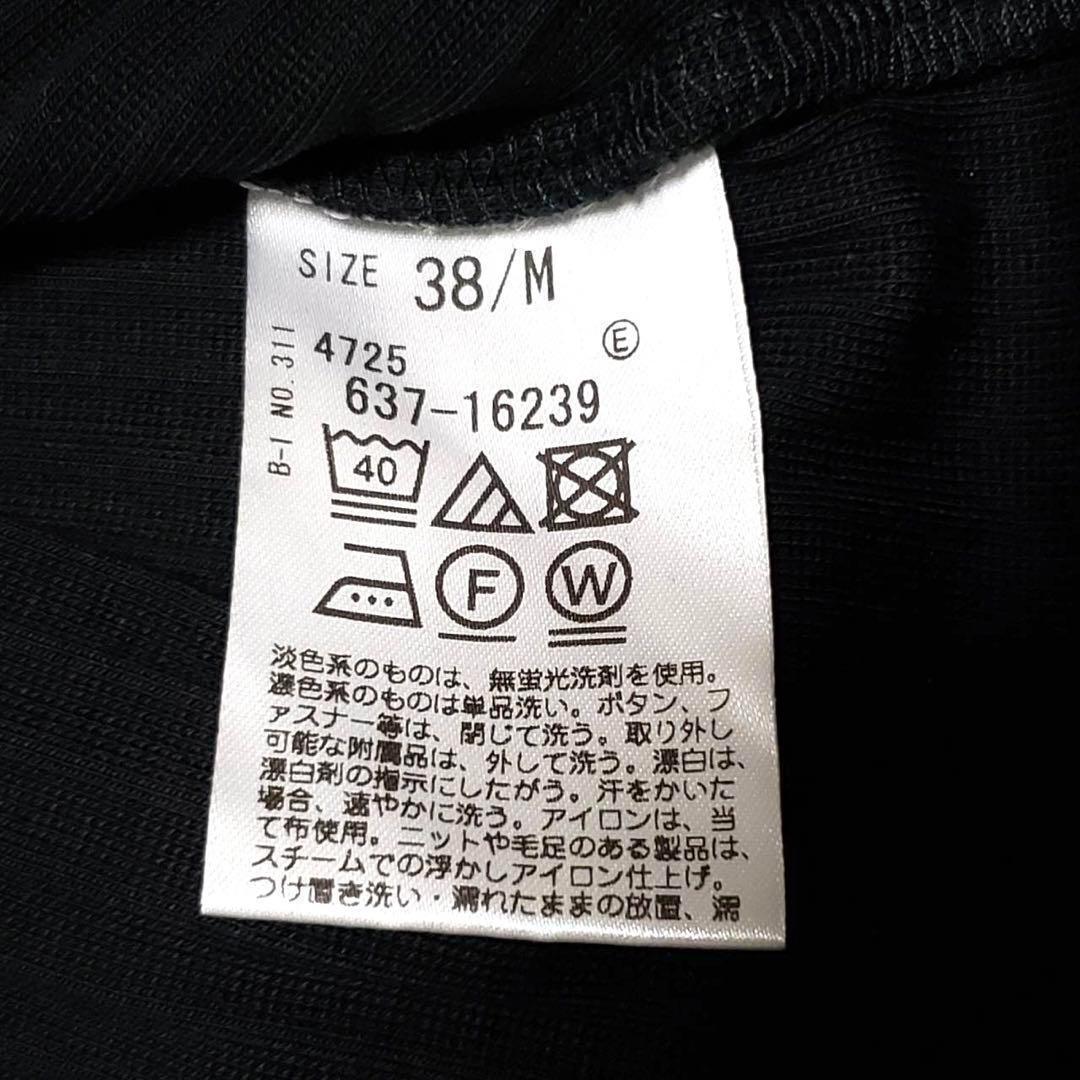 SIZE 38/M
Ⓔ
4725
637-16239
B-I NO.311
40
F W
淡色系のものは、無蛍光洗剤を使用。
濃色系のものは単品洗い。ボタン、フ
ァスナー等は、閉じて洗う。取り外し
可能な附属品は、外して洗う。漂白は、
漂白剤の指示にしたがう。汗をかいた
場合、速やかに洗う。アイロンは、当
て布使用。ニットや毛足のある製品は、
スチームでの浮かしアイロン仕上げ。
つけ置き洗い・濡れたままの放置、濡